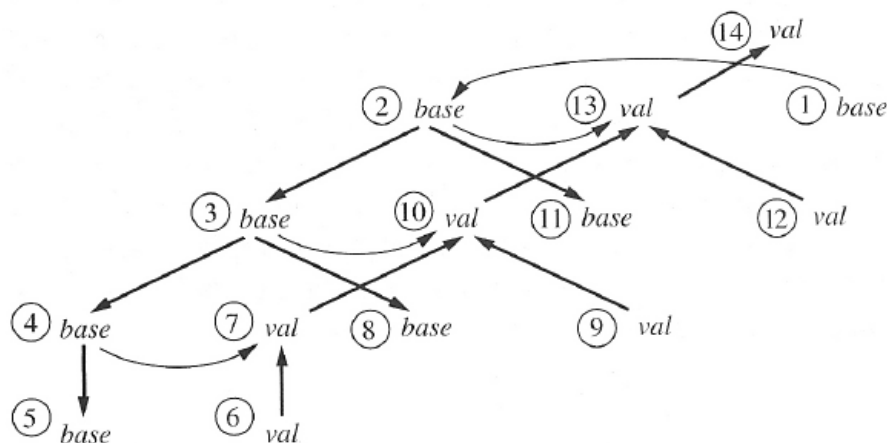 14 val
2 base 13 val 1 base
3 base 10 val 11 base 12 val
4 base 7 val 8 base 9 val
5 base 6 val